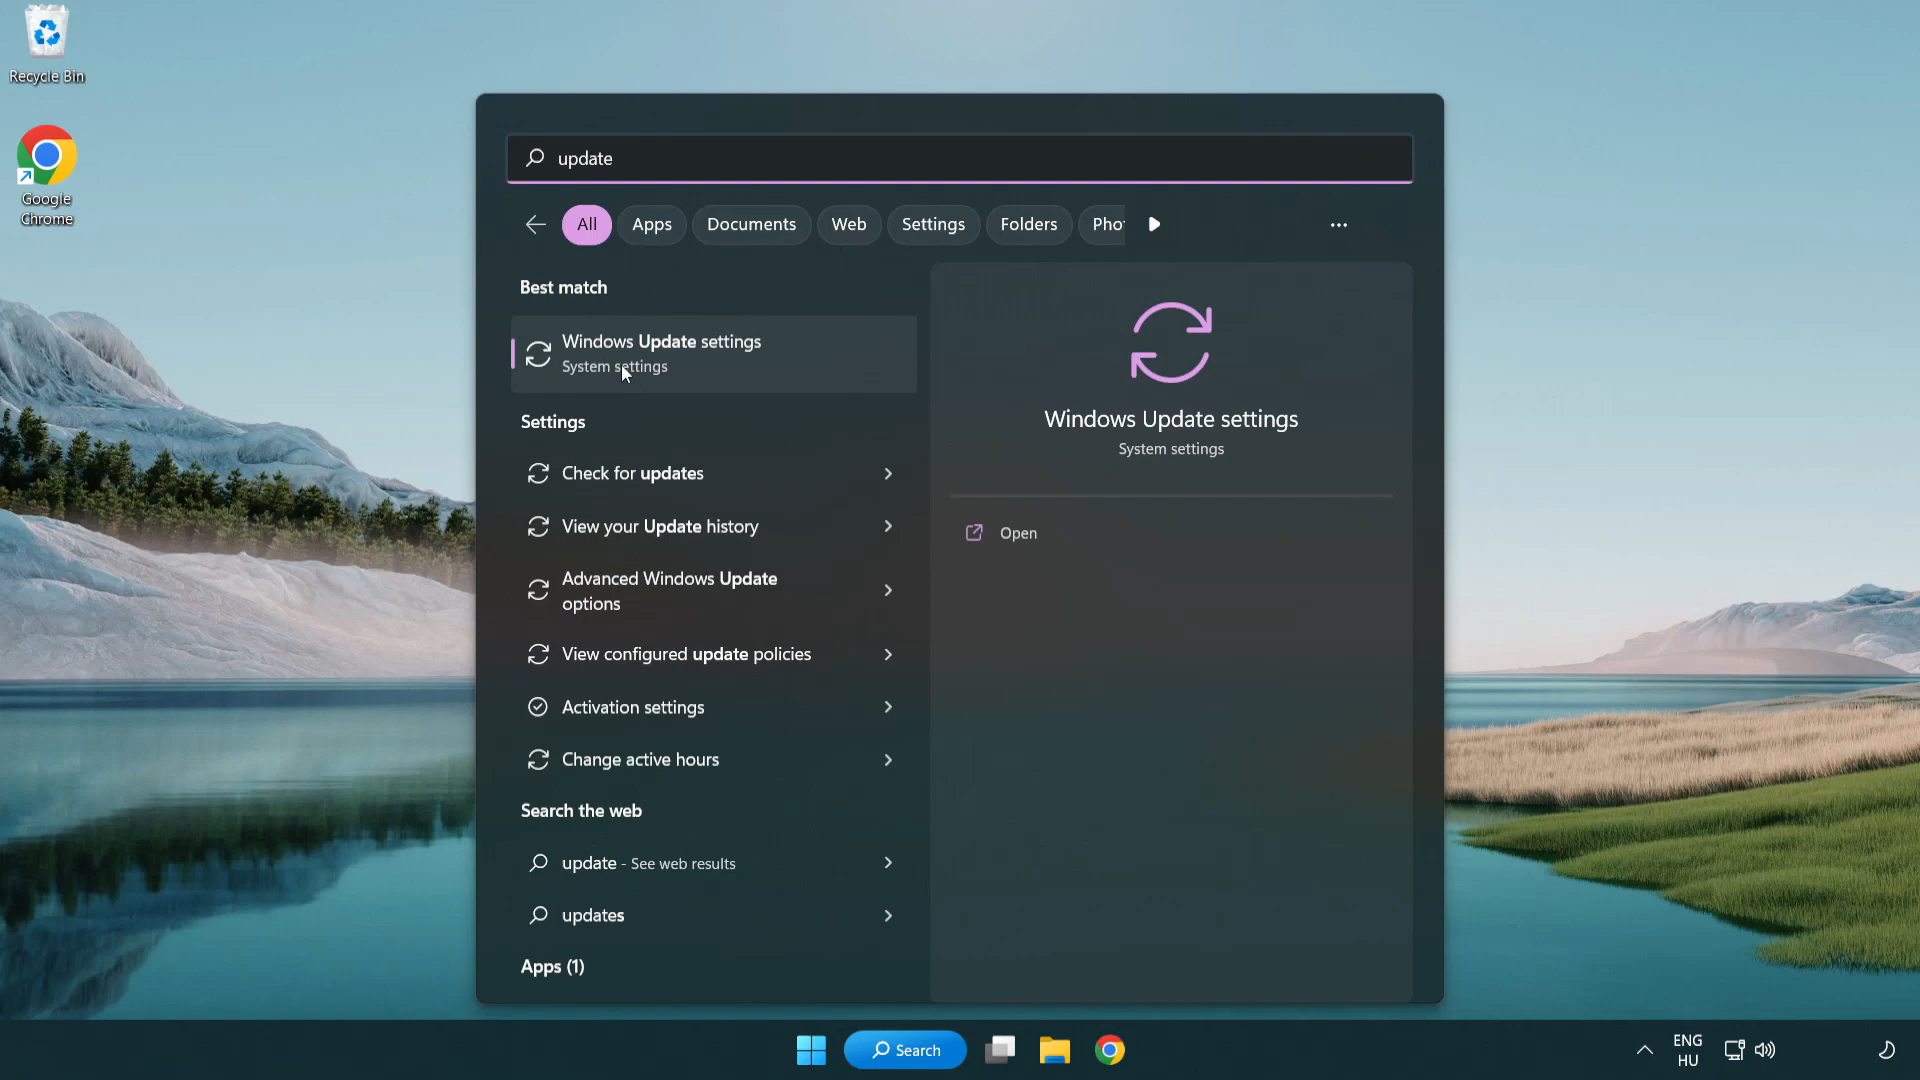 Recycle Bin
Google
Chrome
update
All
Apps
Documents
Web
Settings
Folders
Pho
Best match
Windows Update settings
System settings
Settings
Check for updates
View your Update history
Advanced Windows Update
options
View configured update policies
Activation settings
Change active hours
Search the web
update - See web results
updates
Apps (1)
Windows Update settings
System settings
Open
Search
ENG
HU